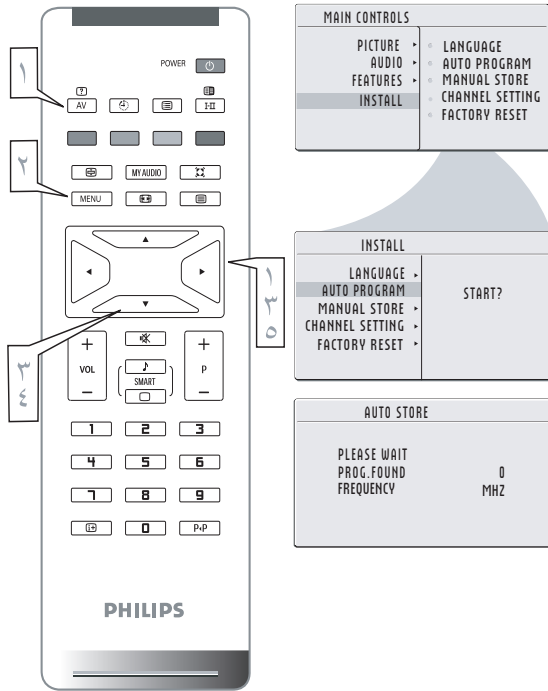 POWER
١
?
AV
I-II
٢
MY AUDIO
MENU
١
٣
٥
٣
٤
+
VOL
−
SMART
+
P
−
1 2 3
4 5 6
7 8 9
i+ 0 P‹P
PHILIPS
MAIN CONTROLS
PICTURE
AUDIO
FEATURES
INSTALL
LANGUAGE
AUTO PROGRAM
MANUAL STORE
CHANNEL SETTING
FACTORY RESET
INSTALL
LANGUAGE
AUTO PROGRAM
MANUAL STORE
CHANNEL SETTING
FACTORY RESET
START?
AUTO STORE
PLEASE WAIT
PROG.FOUND 0
FREQUENCY MHZ